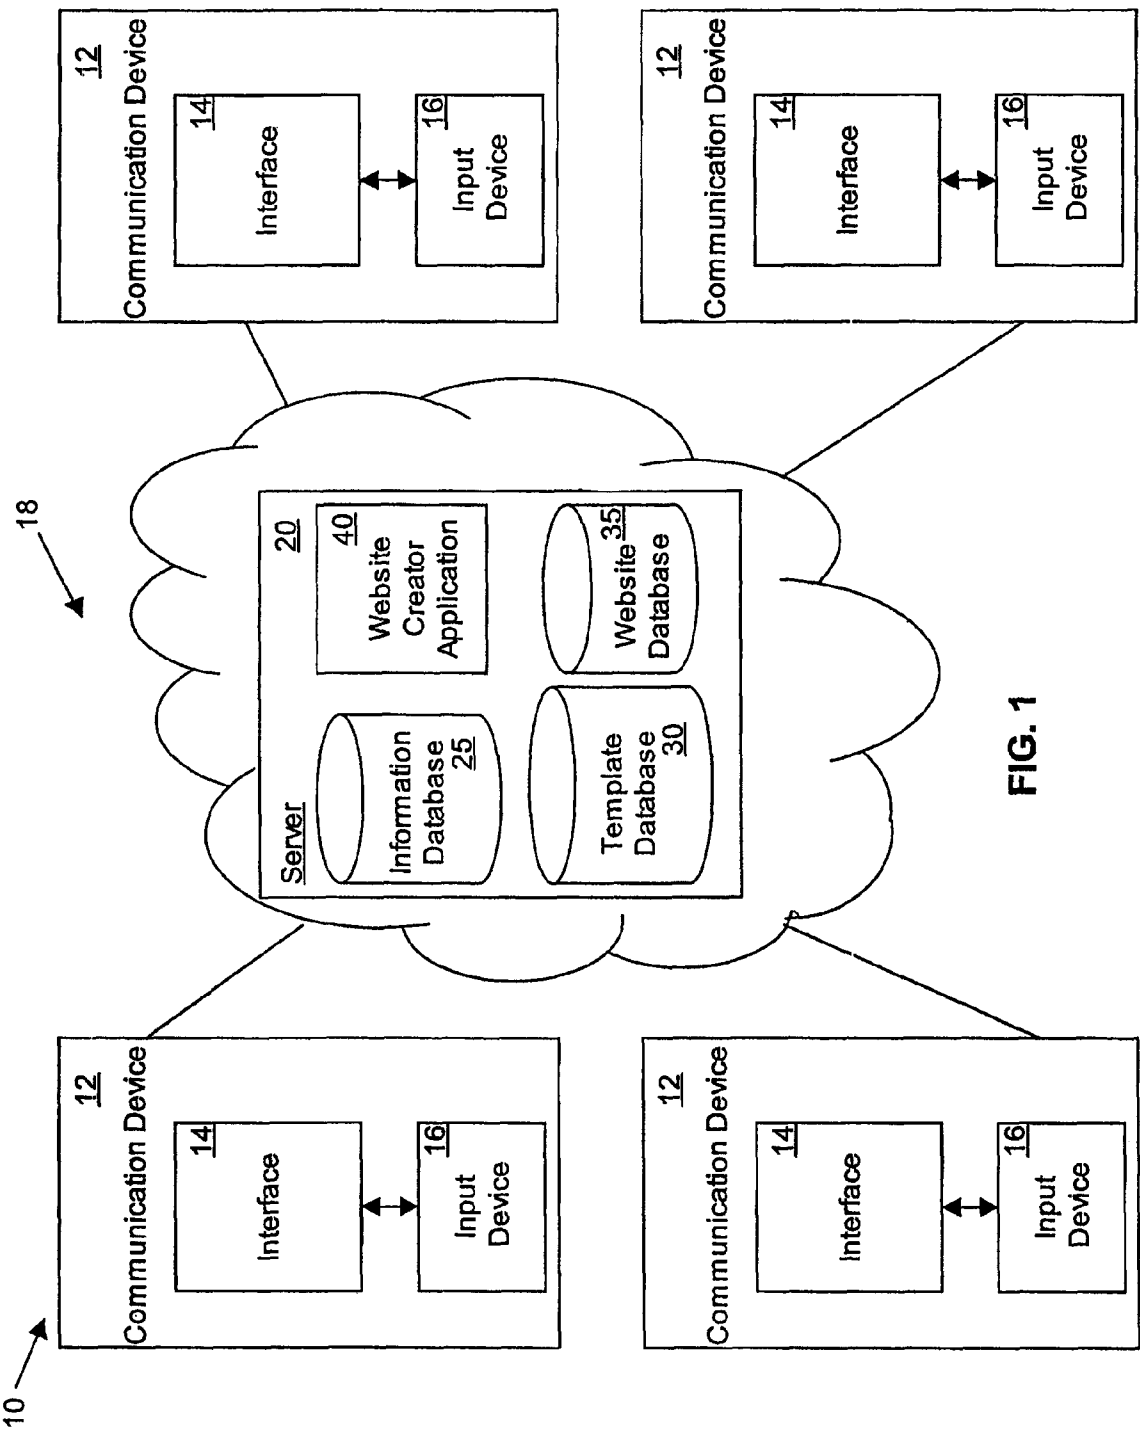 10
18
12
Communication Device
14
Interface
16
Input
Device
12
Communication Device
14
Interface
16
Input
Device
Server
20
Information
Database
25
40
Website
Creator
Application
Template
Database
30
35
Website
Database
12
Communication Device
14
Interface
16
Input
Device
12
Communication Device
14
Interface
16
Input
Device
FIG. 1